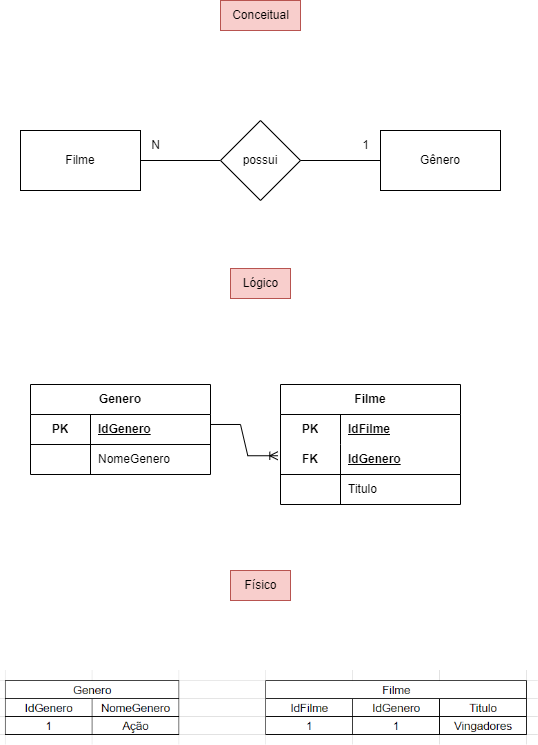 Conceitual
Filme N possui 1 Gênero
Lógico
Genero Filme
PK IdGenero PK IdFilme
NomeGenero FK IdGenero
Titulo
Físico
Genero Filme
IdGenero NomeGenero IdFilme IdGenero Titulo
1 Ação 1 1 Vingadores